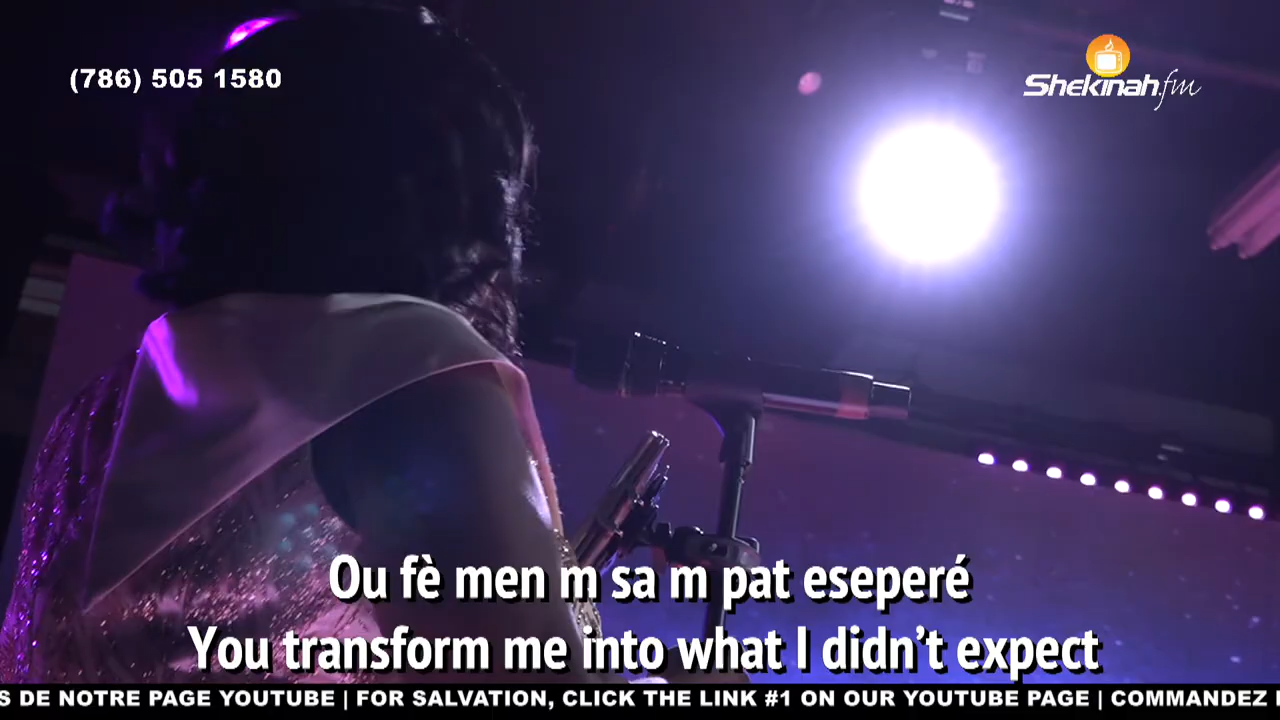 (786) 505 1580
Shekinah.fm
Ou fè men m sa m pat eseperé
You transform me into what I didn't expect
S DE NOTRE PAGE YOUTUBE | FOR SALVATION, CLICK THE LINK #1 ON OUR YOUTUBE PAGE | COMMANDEZ